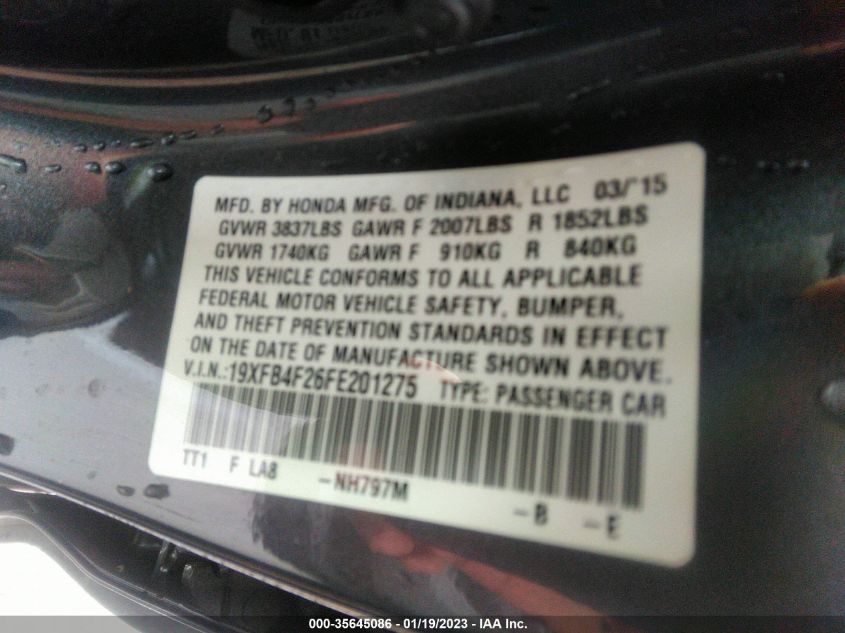 MFD. BY HONDA MFG. OF INDIANA, LLC 03/'15
GVWR 3837LBS GAWR F 2007LBS R 1852LBS
GVWR 1740KG GAWR F 910KG R 840KG
THIS VEHICLE CONFORMS TO ALL APPLICABLE
FEDERAL MOTOR VEHICLE SAFETY, BUMPER,
AND THEFT PREVENTION STANDARDS IN EFFECT
ON THE DATE OF MANUFACTURE SHOWN ABOVE.
V.I.N.:19XFB4F26FE201275 TYPE: PASSENGER CAR
TT1 F LA8 -NH797M -B -E
000-35645086 - 01/19/2023 - IAA Inc.